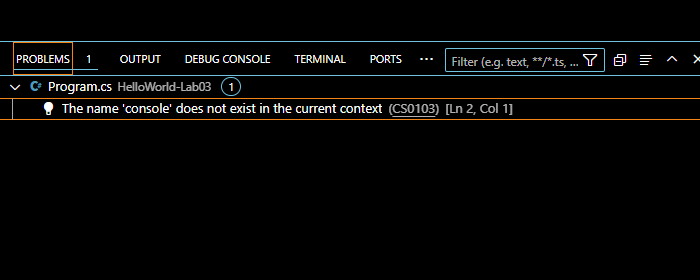 PROBLEMS 1 OUTPUT DEBUG CONSOLE TERMINAL PORTS ··· Filter (e.g. text, **/*.ts, ...
C# Program.cs HelloWorld-Lab03 1
The name 'console' does not exist in the current context (CS0103) [Ln 2, Col 1]